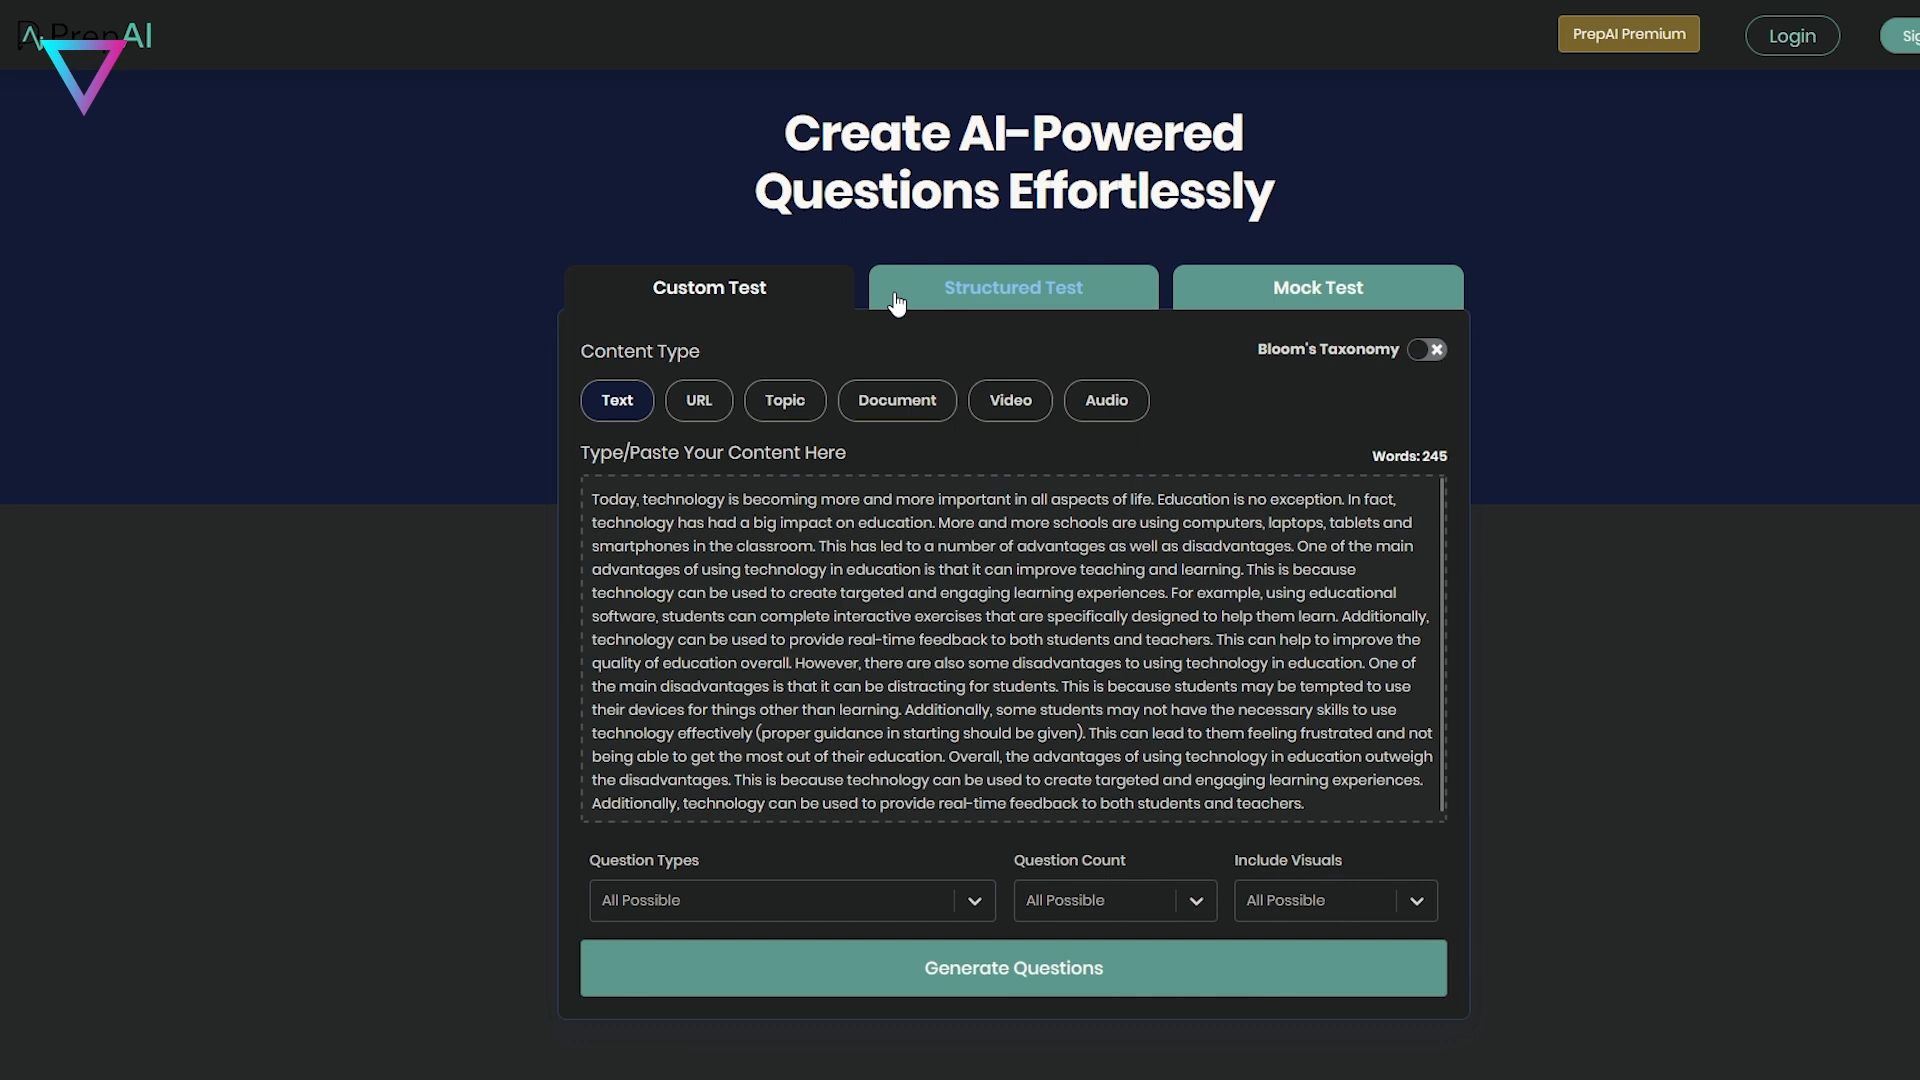 PrepAI
PrepAI Premium
Login
Create AI-Powered
Questions Effortlessly
Custom Test
Structured Test
Mock Test
Content Type
Bloom's Taxonomy
Text
URL
Topic
Document
Video
Audio
Type/Paste Your Content Here
Words: 245
Today, technology is becoming more and more important in all aspects of life. Education is no exception. In fact,
technology has had a big impact on education. More and more schools are using computers, laptops, tablets and
smartphones in the classroom. This has led to a number of advantages as well as disadvantages. One of the main
advantages of using technology in education is that it can improve teaching and learning. This is because
technology can be used to create targeted and engaging learning experiences. For example, using educational
software, students can complete interactive exercises that are specifically designed to help them learn. Additionally,
technology can be used to provide real-time feedback to both students and teachers. This can help to improve the
quality of education overall. However, there are also some disadvantages to using technology in education. One of
the main disadvantages is that it can be distracting for students. This is because students may be tempted to use
their devices for things other than learning. Additionally, some students may not have the necessary skills to use
technology effectively (proper guidance in starting should be given). This can lead to them feeling frustrated and not
being able to get the most out of their education. Overall, the advantages of using technology in education outweigh
the disadvantages. This is because technology can be used to create targeted and engaging learning experiences.
Additionally, technology can be used to provide real-time feedback to both students and teachers.
Question Types
Question Count
Include Visuals
All Possible
All Possible
All Possible
Generate Questions